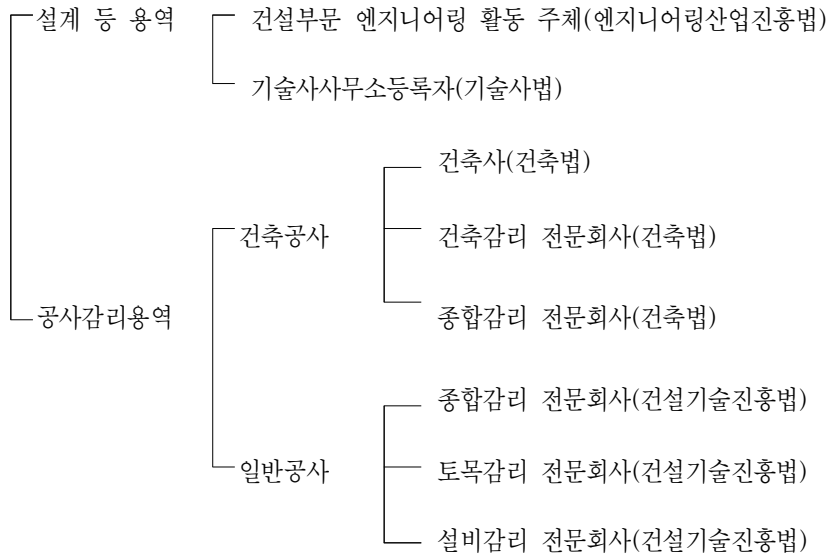 설계 등 용역
건설부문 엔지니어링 활동 주체(엔지니어링산업진흥법)
기술사사무소등록자(기술사법)
건축사(건축법)
건축공사
건축감리 전문회사(건축법)
공사감리용역
종합감리 전문회사(건축법)
종합감리 전문회사(건설기술진흥법)
일반공사
토목감리 전문회사(건설기술진흥법)
설비감리 전문회사(건설기술진흥법)